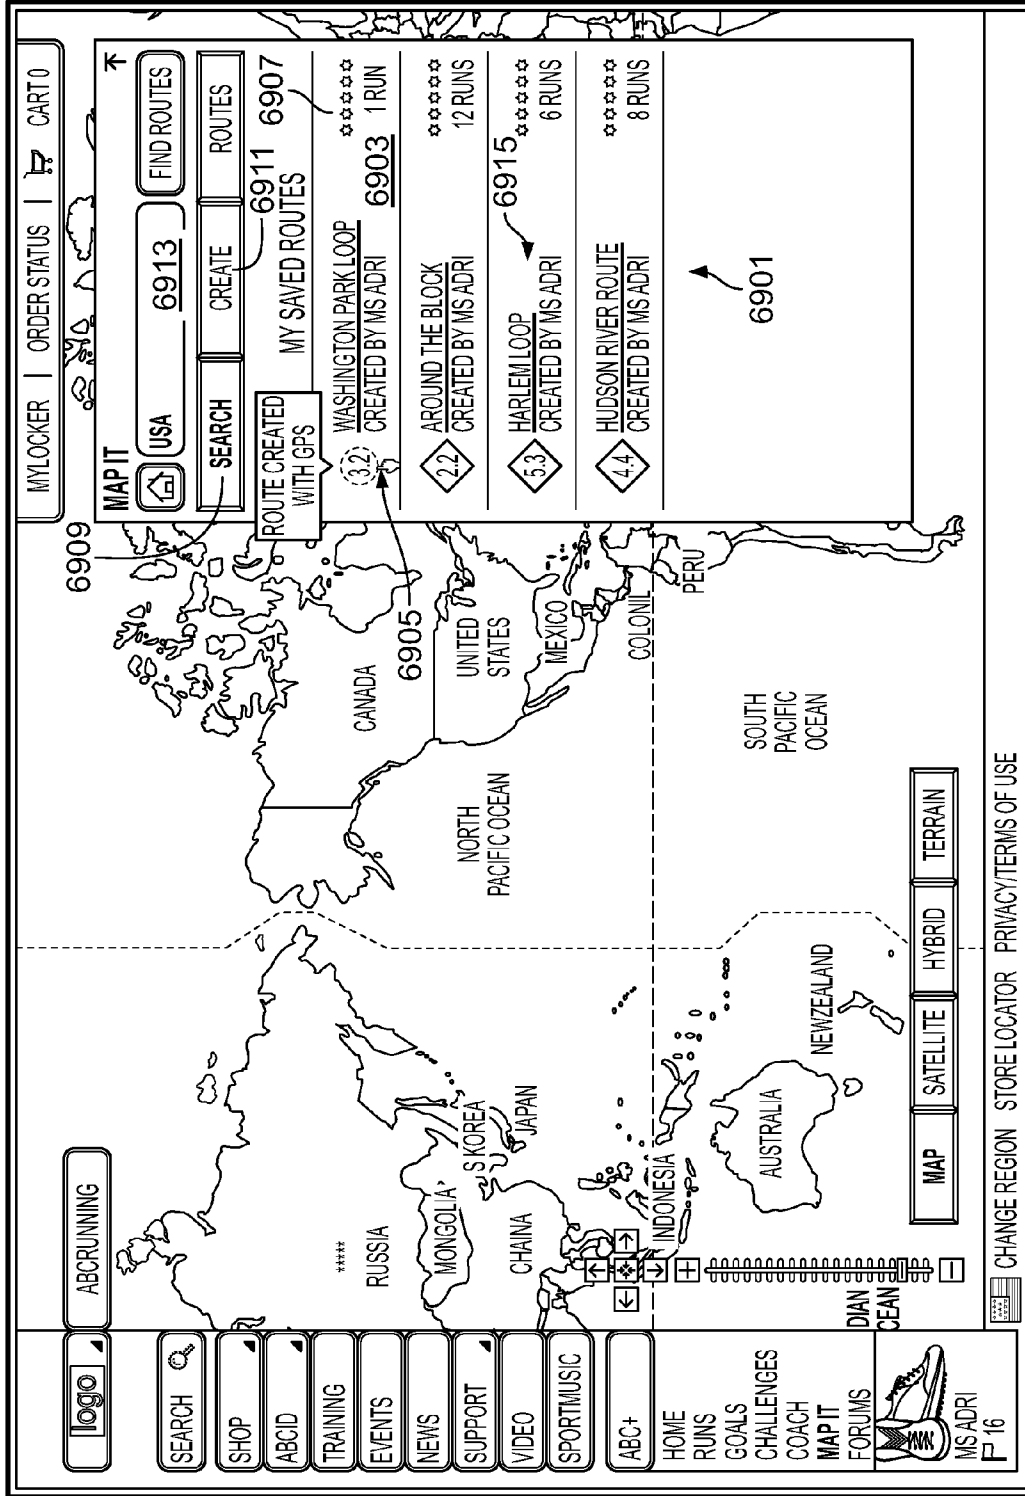 logo
ABCRUNNING
MYLOCKER | ORDER STATUS | CART 0
SEARCH
SHOP
ABCID
TRAINING
EVENTS
NEWS
SUPPORT
VIDEO
SPORTMUSIC
ABC+
HOME
RUNS
GOALS
CHALLENGES
COACH
MAP IT
FORUMS
MS ADRI
16
RUSSIA
MONGOLIA
CHAINA
S KOREA
JAPAN
INDONESIA
DIAN
CEAN
AUSTRALIA
NEWZEALAND
NORTH
PACIFIC OCEAN
SOUTH
PACIFIC
OCEAN
CANADA
UNITED
STATES
MEXICO
COLONIL
PERU
MAP
SATELLITE
HYBRID
TERRAIN
6909
MAP IT
USA
6913
FIND ROUTES
SEARCH
CREATE
ROUTES
6911
6907
ROUTE CREATED
WITH GPS
MY SAVED ROUTES
3.2
WASHINGTON PARK LOOP
CREATED BY MS ADRI
1 RUN
6903
6905
2.2
AROUND THE BLOCK
CREATED BY MS ADRI
12 RUNS
5.3
HARLEM LOOP
CREATED BY MS ADRI
6 RUNS
6915
4.4
HUDSON RIVER ROUTE
CREATED BY MS ADRI
8 RUNS
6901
CHANGE REGION STORE LOCATOR PRIVACY/TERMS OF USE